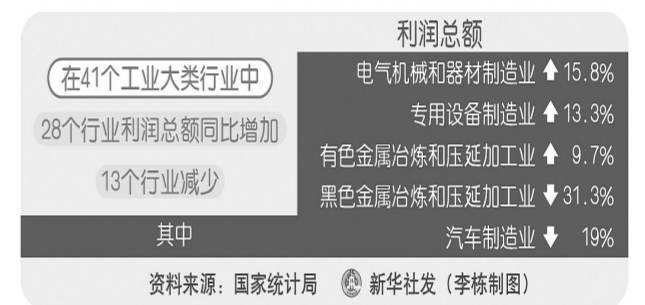 利润总额
在41个工业大类行业中
28个行业利润总额同比增加
13个行业减少
其中
电气机械和器材制造业 ⬆ 15.8%
专用设备制造业 ⬆ 13.3%
有色金属冶炼和压延加工业 ⬆ 9.7%
黑色金属冶炼和压延加工业 ⬇ 31.3%
汽车制造业 ⬇ 19%
资料来源：国家统计局 新华社发（李栋制图）